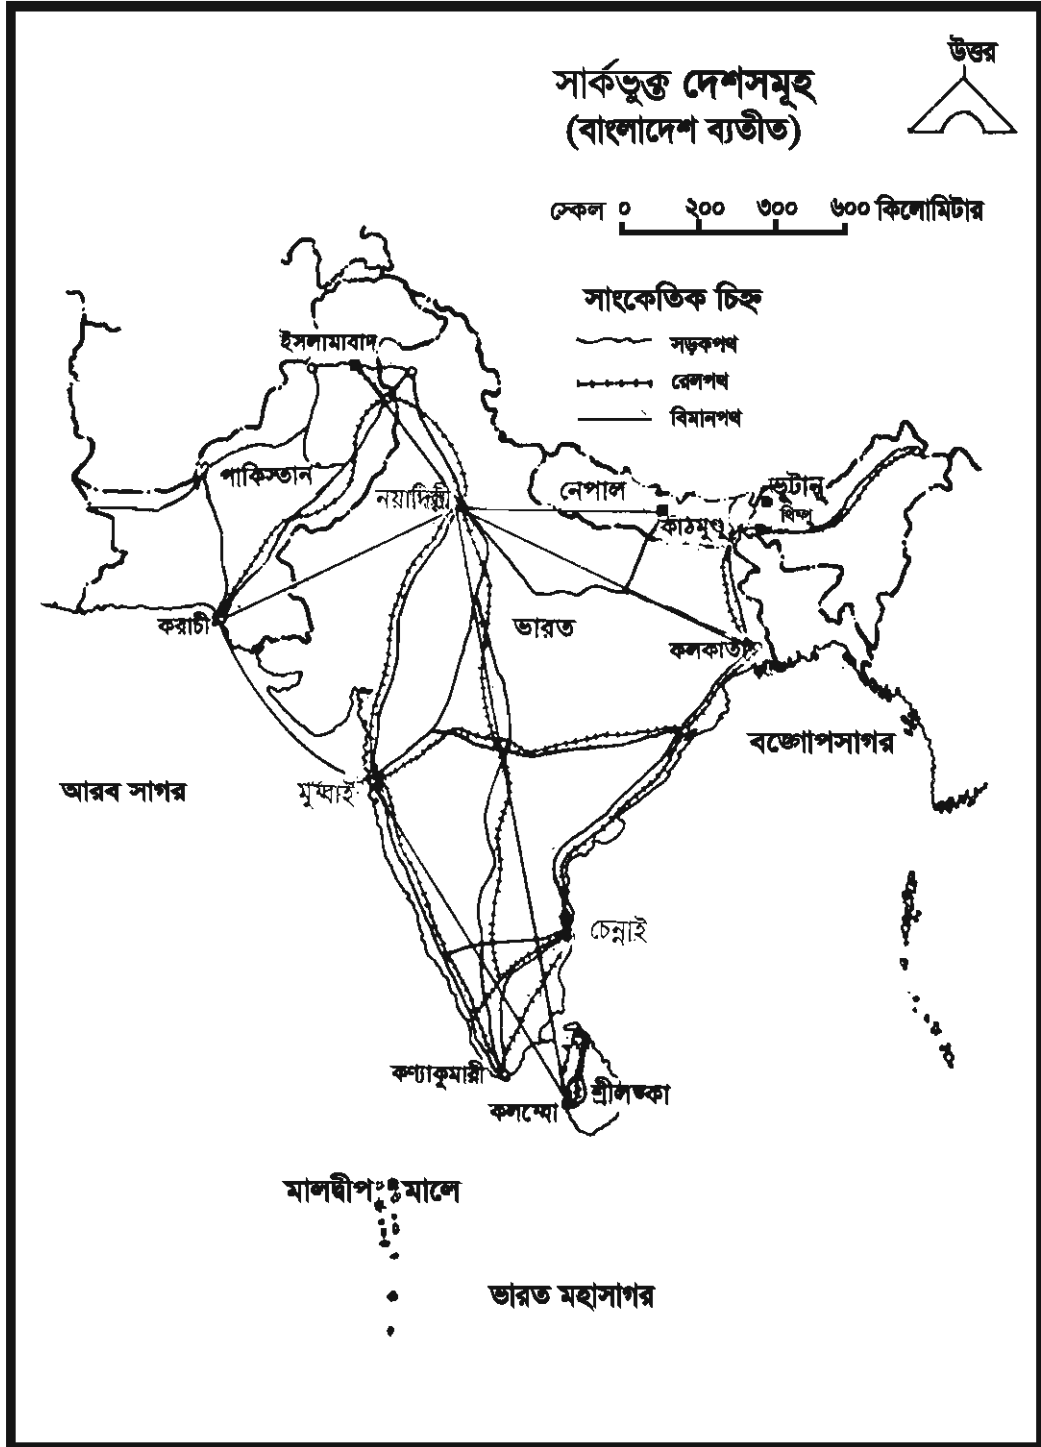 উত্তর
সার্কভুক্ত দেশসমূহ
(বাংলাদেশ ব্যতীত)
স্কেল ০ ২০০ ৩০০ ৬০০ কিলোমিটার
সাংকেতিক চিহ্ন
সড়কপথ
রেলপথ
বিমানপথ
ইসলামাবাদ
পাকিস্তান
নয়াদিল্লী
নেপাল
ভূটান
থিম্পু
কাঠমুণ্ডু
করাচী
ভারত
কলকাতা
বঙ্গোপসাগর
আরব সাগর
মুম্বাই
চেন্নাই
কণ্যাকুমারী
শ্রীলঙ্কা
কলম্বো
মালদ্বীপ মালে
ভারত মহাসাগর